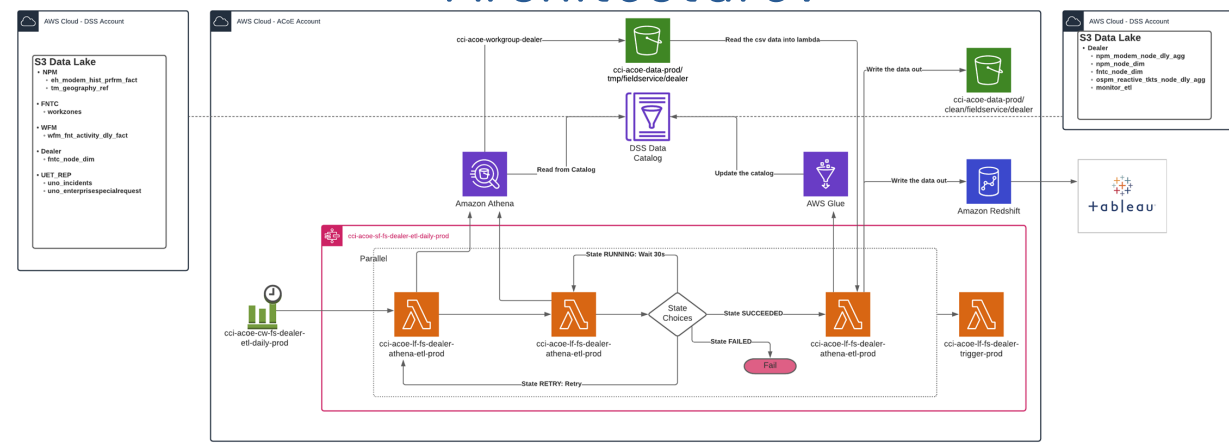 Architecture:
AWS Cloud - DSS Account
S3 Data Lake
• NPM
• eh_modem_hist_prfrm_fact
• tm_geography_ref
• FNTC
• workzones
• WFM
• wfm_fnt_activity_dly_fact
• Dealer
• fntc_node_dim
• UET_REP
• uno_incidents
• uno_enterprisespecialrequest
AWS Cloud - ACoE Account
cci-acoe-workgroup-dealer
cci-acoe-data-prod/
tmp/fieldservice/dealer
Read the csv data into lambda
Write the data out
cci-acoe-data-prod/
clean/fieldservice/dealer
AWS Cloud - DSS Account
S3 Data Lake
• Dealer
• npm_modem_node_dly_agg
• npm_node_dim
• fntc_node_dim
• ospm_reactive_tkts_node_dly_agg
• monitor_etl
DSS Data
Catalog
Amazon Athena
Read from Catalog
Update the catalog
AWS Glue
Write the data out
Amazon Redshift
+ableau
cci-acoe-sf-fs-dealer-etl-daily-prod
Parallel
State RUNNING: Wait 30s
cci-acoe-cw-fs-dealer-
etl-daily-prod
cci-acoe-lf-fs-dealer-
athena-etl-prod
cci-acoe-lf-fs-dealer-
athena-etl-prod
State
Choices
State SUCCEEDED
State FAILED
Fail
State RETRY: Retry
cci-acoe-lf-fs-dealer-
athena-etl-prod
cci-acoe-lf-fs-dealer-
trigger-prod